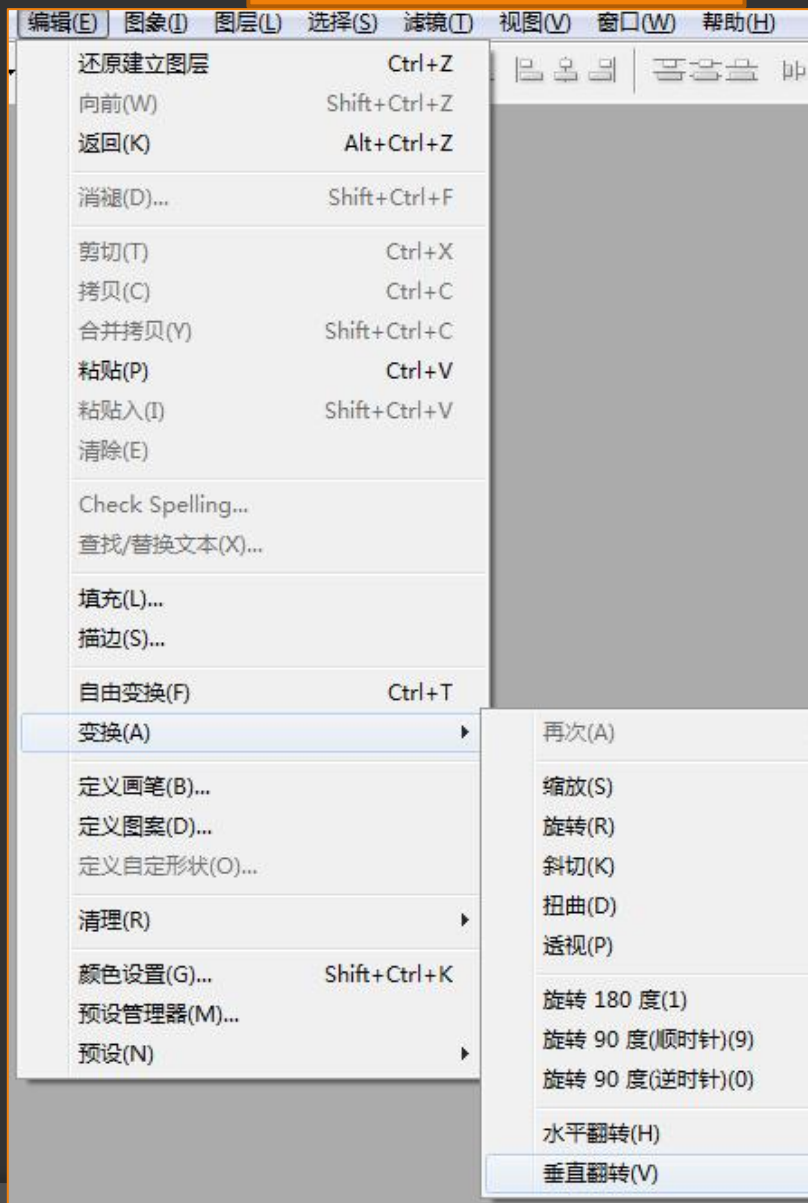 编辑(E) 图象(I) 图层(L) 选择(S) 滤镜(T) 视图(V) 窗口(W) 帮助(H)
还原建立图层 Ctrl+Z
向前(W) Shift+Ctrl+Z
返回(K) Alt+Ctrl+Z
消褪(D)... Shift+Ctrl+F
剪切(T) Ctrl+X
拷贝(C) Ctrl+C
合并拷贝(Y) Shift+Ctrl+C
粘贴(P) Ctrl+V
粘贴入(I) Shift+Ctrl+V
清除(E)
Check Spelling...
查找/替换文本(X)...
填充(L)...
描边(S)...
自由变换(F) Ctrl+T
变换(A)
定义画笔(B)...
定义图案(D)...
定义自定形状(O)...
清理(R)
颜色设置(G)... Shift+Ctrl+K
预设管理器(M)...
预设(N)
再次(A)
缩放(S)
旋转(R)
斜切(K)
扭曲(D)
透视(P)
旋转 180 度(1)
旋转 90 度(顺时针)(9)
旋转 90 度(逆时针)(0)
水平翻转(H)
垂直翻转(V)